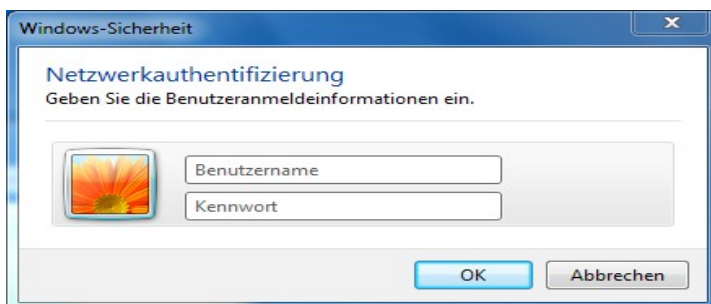 Windows-Sicherheit
Netzwerkauthentifizierung
Geben Sie die Benutzeranmeldeinformationen ein.
Benutzername
Kennwort
OK
Abbrechen